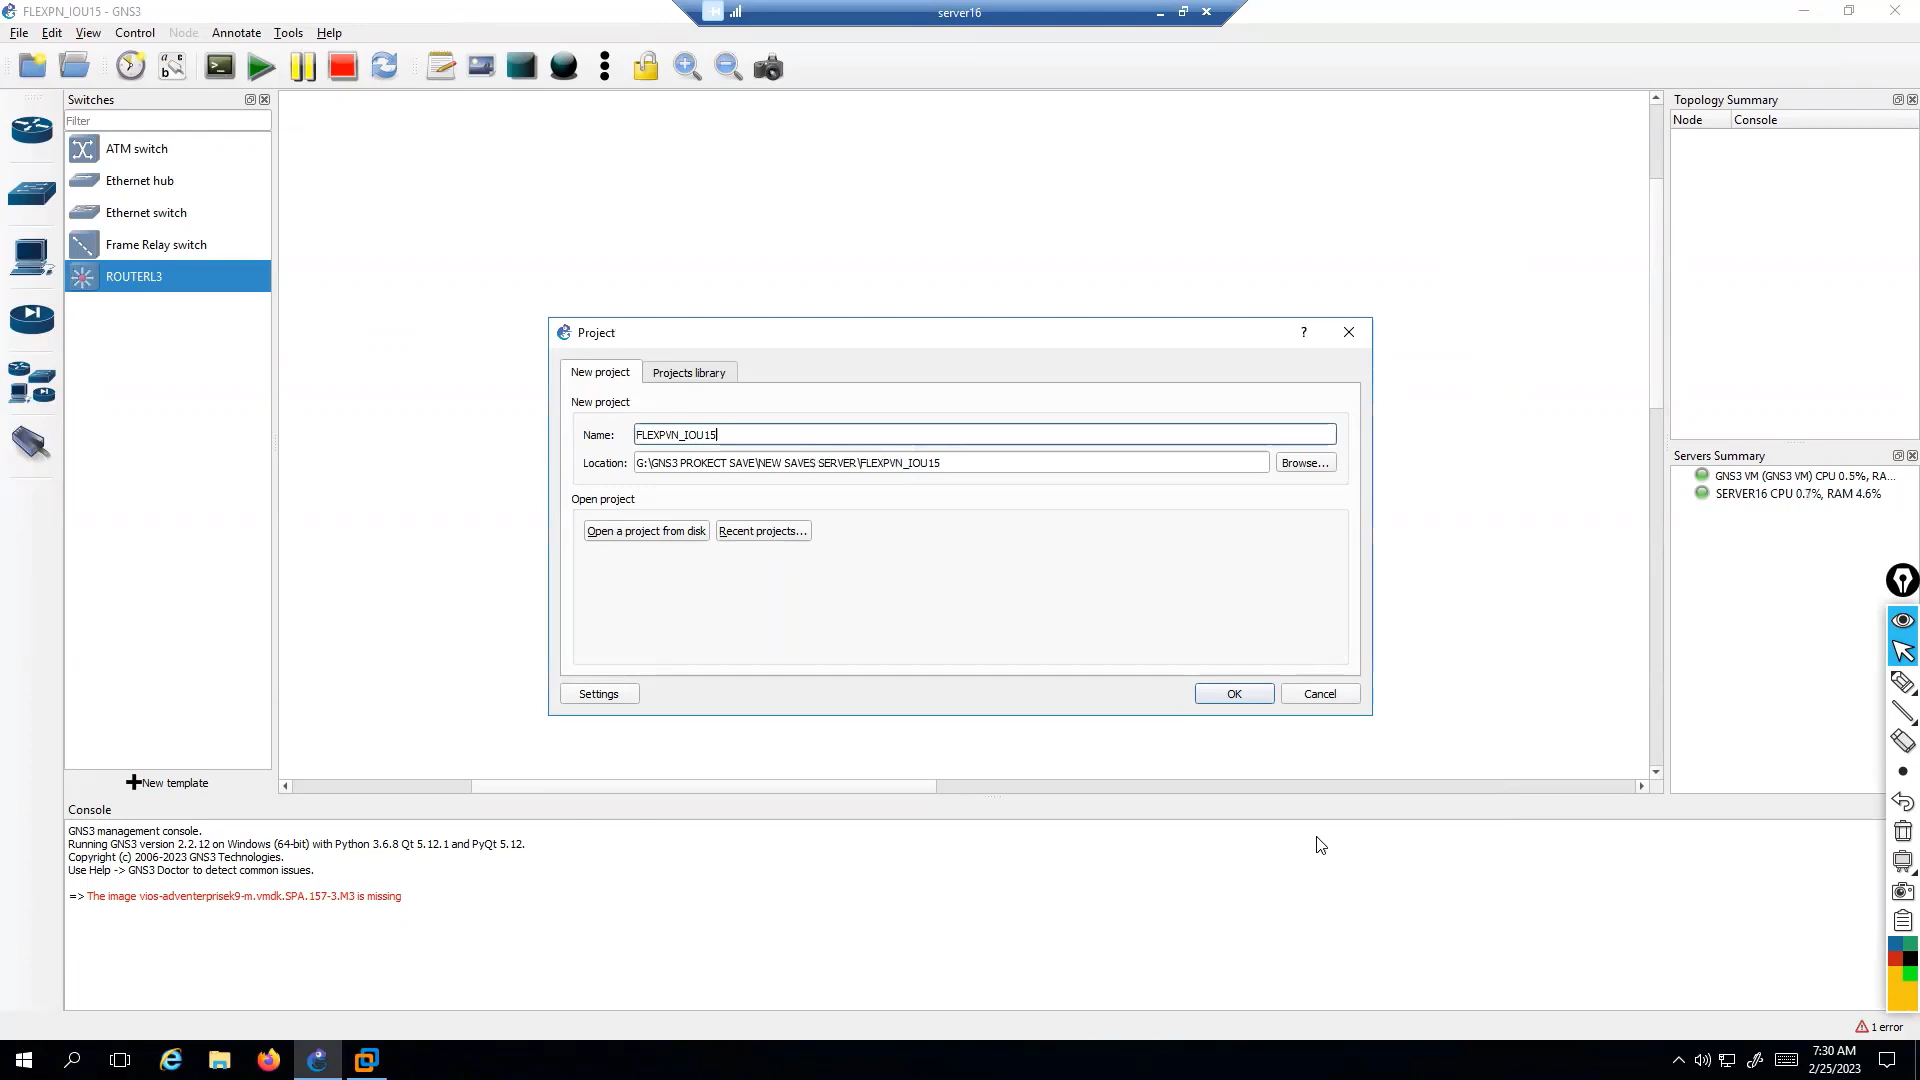 FLEXPN_IOU15 - GNS3
server16
File Edit View Control Node Annotate Tools Help
Switches
Filter
ATM switch
Ethernet hub
Ethernet switch
Frame Relay switch
ROUTERL3
New template
Topology Summary
Node Console
Project
?
New project Projects library
New project
Name: FLEXPVN_IOU15
Location: G:\GNS3 PROKECT SAVE\NEW SAVES SERVER\FLEXPVN_IOU15 Browse...
Open project
Open a project from disk Recent projects...
Settings OK Cancel
Servers Summary
GNS3 VM (GNS3 VM) CPU 0.5%, RA...
SERVER16 CPU 0.7%, RAM 4.6%
Console
GNS3 management console.
Running GNS3 version 2.2.12 on Windows (64-bit) with Python 3.6.8 Qt 5.12.1 and PyQt 5.12.
Copyright (c) 2006-2023 GNS3 Technologies.
Use Help -> GNS3 Doctor to detect common issues.
=> The image vios-adventerprisek9-m.vmdk.SPA.157-3.M3 is missing
1 error
7:30 AM
2/25/2023